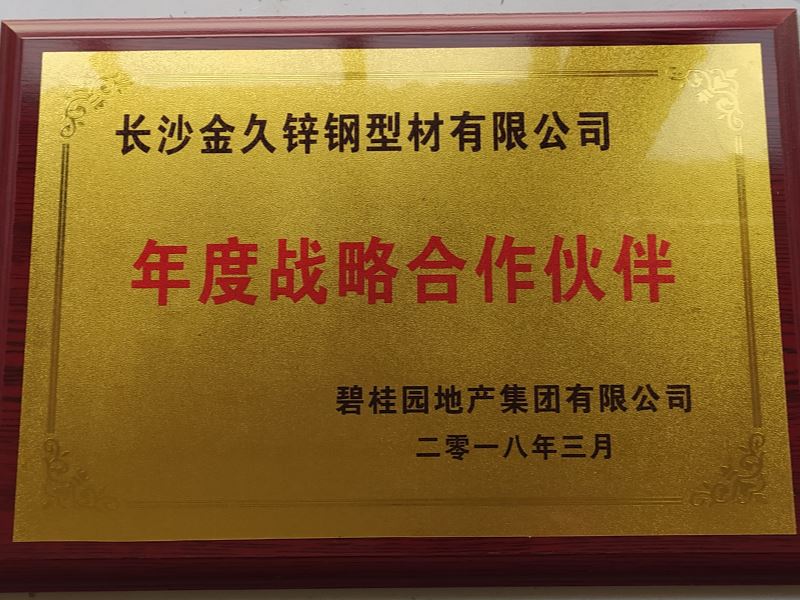 长沙金久锌钢型材有限公司
年度战略合作伙伴
碧桂园地产集团有限公司
二零一八年三月